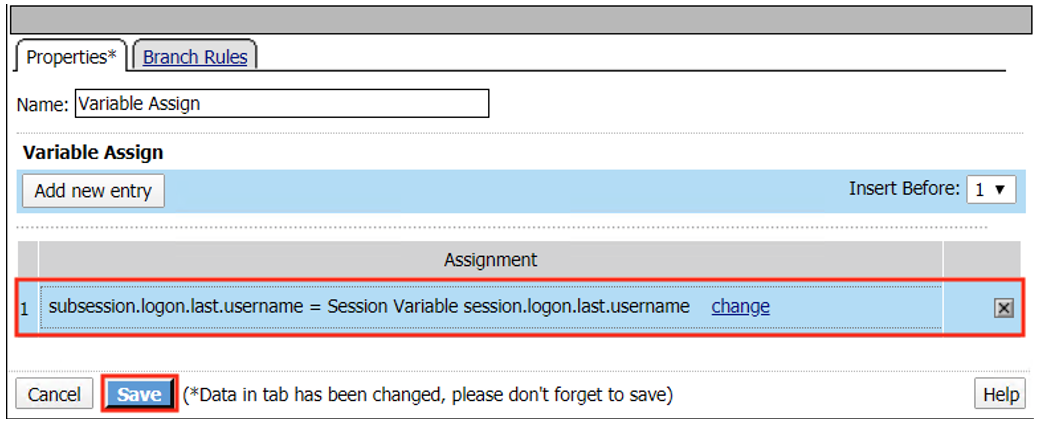 Properties* Branch Rules
Name: Variable Assign
Variable Assign
Add new entry Insert Before: 1 ▼
Assignment
1 subsession.logon.last.username = Session Variable session.logon.last.username change
Cancel Save (*Data in tab has been changed, please don't forget to save) Help